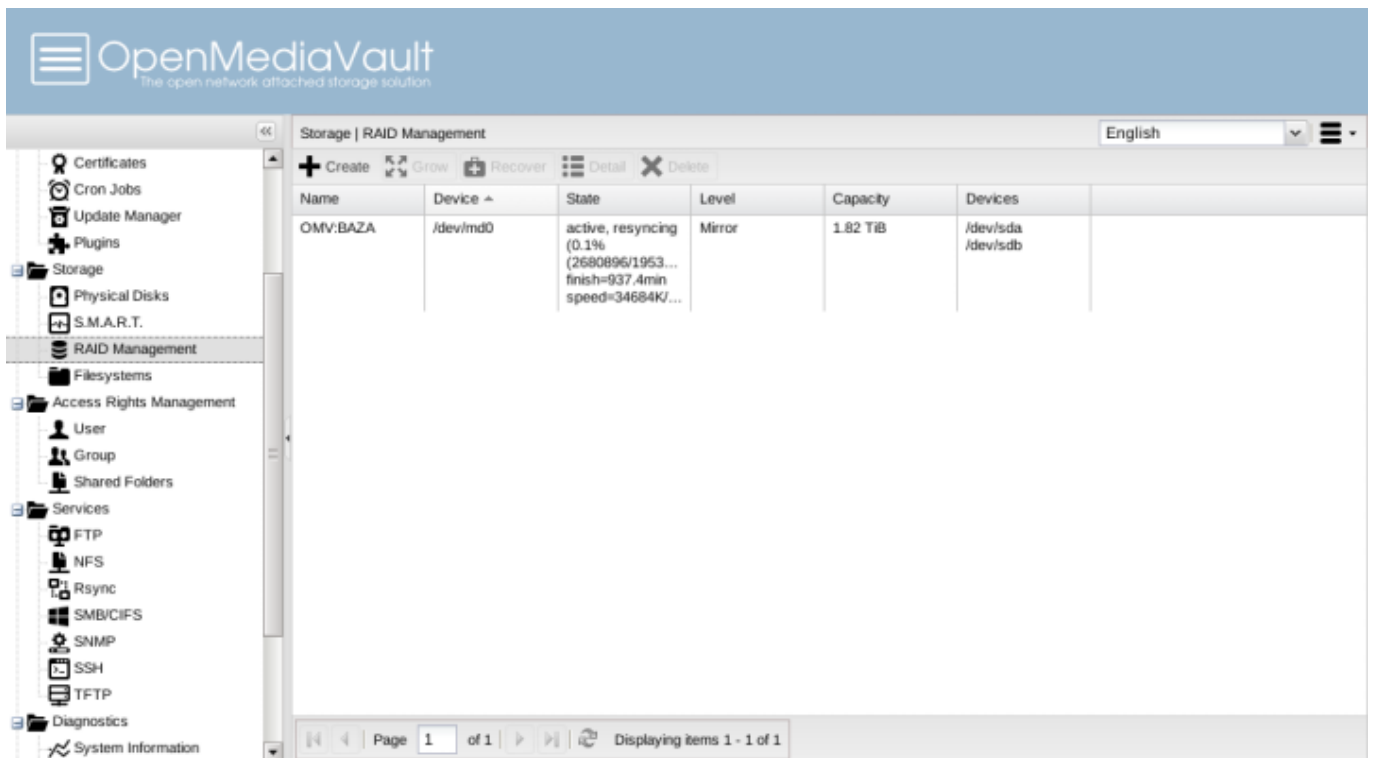 OpenMediaVault
The open network attached storage solution
Storage | RAID Management
English
Certificates
Cron Jobs
Update Manager
Plugins
Storage
Physical Disks
S.M.A.R.T.
RAID Management
Filesystems
Access Rights Management
User
Group
Shared Folders
Services
FTP
NFS
Rsync
SMB/CIFS
SNMP
SSH
TFTP
Diagnostics
System Information
Create Grow Recover Detail Delete
Name Device State Level Capacity Devices
OMV:BAZA /dev/md0 active, resyncing Mirror 1.82 TiB /dev/sda
(0.1% /dev/sdb
(2680896/1953...
finish=937.4min
speed=34684K/...
Page 1 of 1 Displaying items 1 - 1 of 1